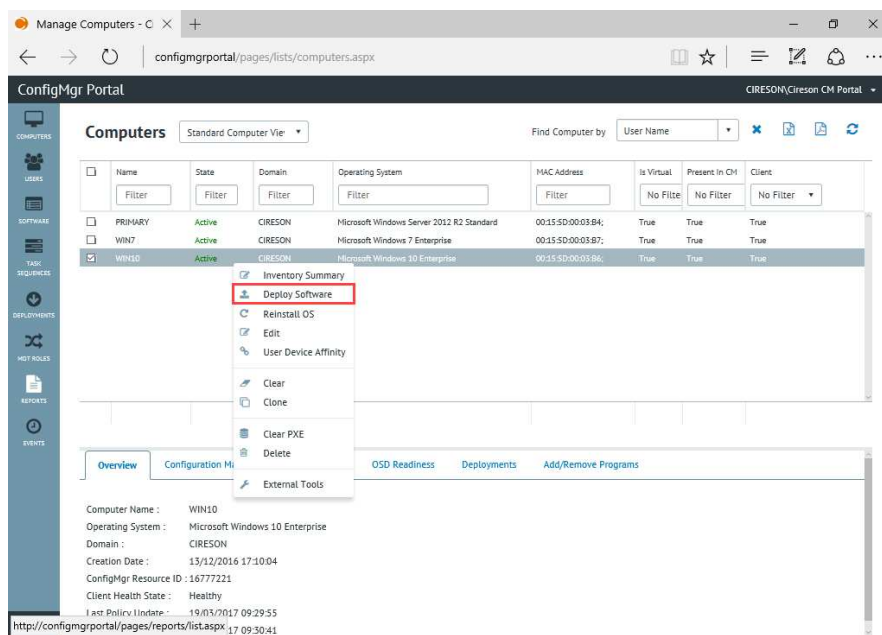 Manage Computers - Ci
configmgrportal/pages/lists/computers.aspx
ConfigMgr Portal
CIRESON\Cireson CM Portal
COMPUTERS
USERS
SOFTWARE
TASK SEQUENCES
DEPLOYMENTS
MDT ROLES
REPORTS
EVENTS
Computers
Standard Computer Vie
Find Computer by
User Name
Name State Domain Operating System MAC Address Is Virtual Present In CM Client
Filter Filter Filter Filter Filter No Filte No Filter No Filter
PRIMARY Active CIRESON Microsoft Windows Server 2012 R2 Standard 00:15:5D:00:03:B4; True True True
WIN7 Active CIRESON Microsoft Windows 7 Enterprise 00:15:5D:00:03:B7; True True True
WIN10 Active CIRESON Microsoft Windows 10 Enterprise 00:15:5D:00:03:B6; True True True
Inventory Summary
Deploy Software
Reinstall OS
Edit
User Device Affinity
Clear
Clone
Clear PXE
Delete
External Tools
Overview Configuration Ma OSD Readiness Deployments Add/Remove Programs
Computer Name : WIN10
Operating System : Microsoft Windows 10 Enterprise
Domain : CIRESON
Creation Date : 13/12/2016 17:10:04
ConfigMgr Resource ID : 16777221
Client Health State : Healthy
Last Policy Update : 19/03/2017 09:29:55
http://configmgrportal/pages/reports/list.aspx 17 09:30:41